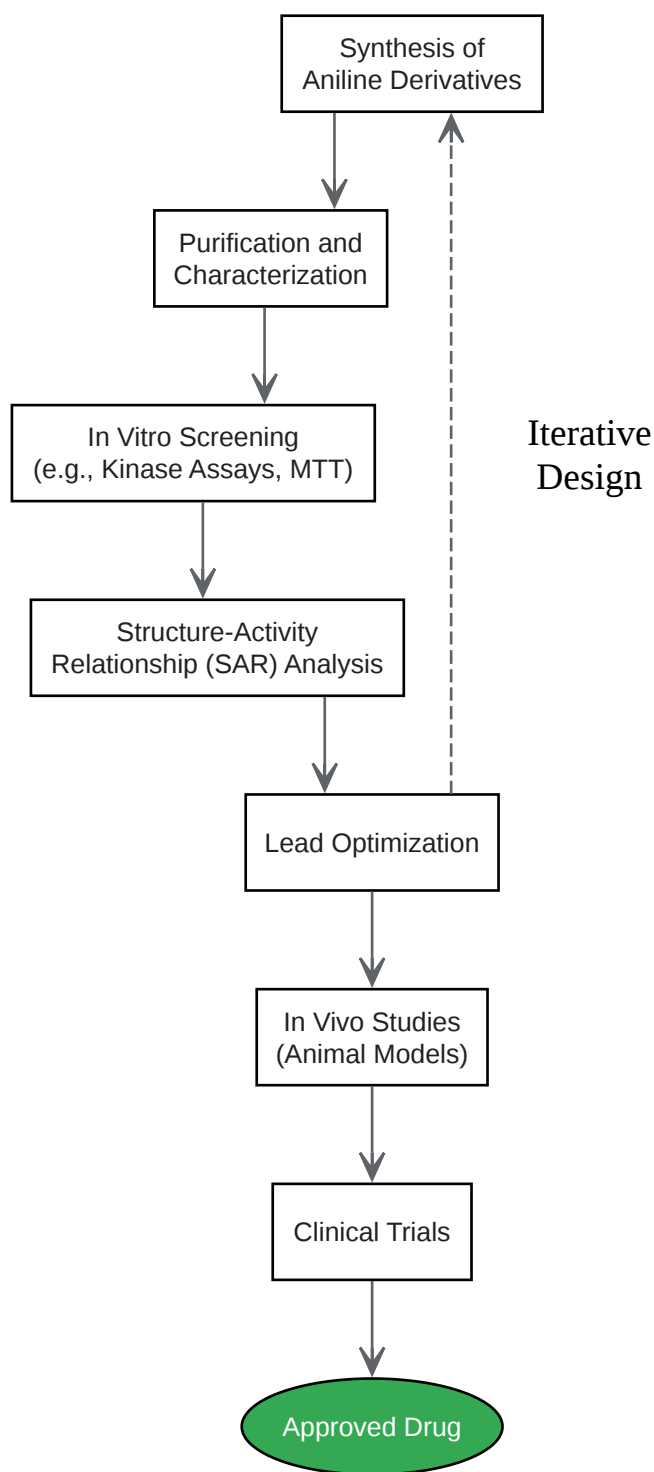 Synthesis of
Aniline Derivatives
Purification and
Characterization
In Vitro Screening
(e.g., Kinase Assays, MTT)
Iterative
Design
Structure-Activity
Relationship (SAR) Analysis
Lead Optimization
In Vivo Studies
(Animal Models)
Clinical Trials
Approved Drug